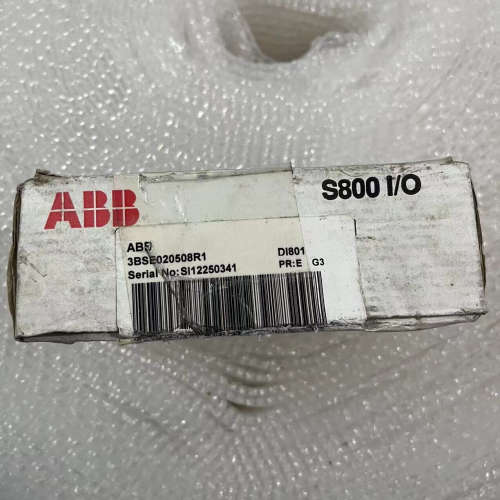 ABB
S800 I/O
ABB
3BSE020508R1 DI801
Serial No:SI12250341 PR:E G3